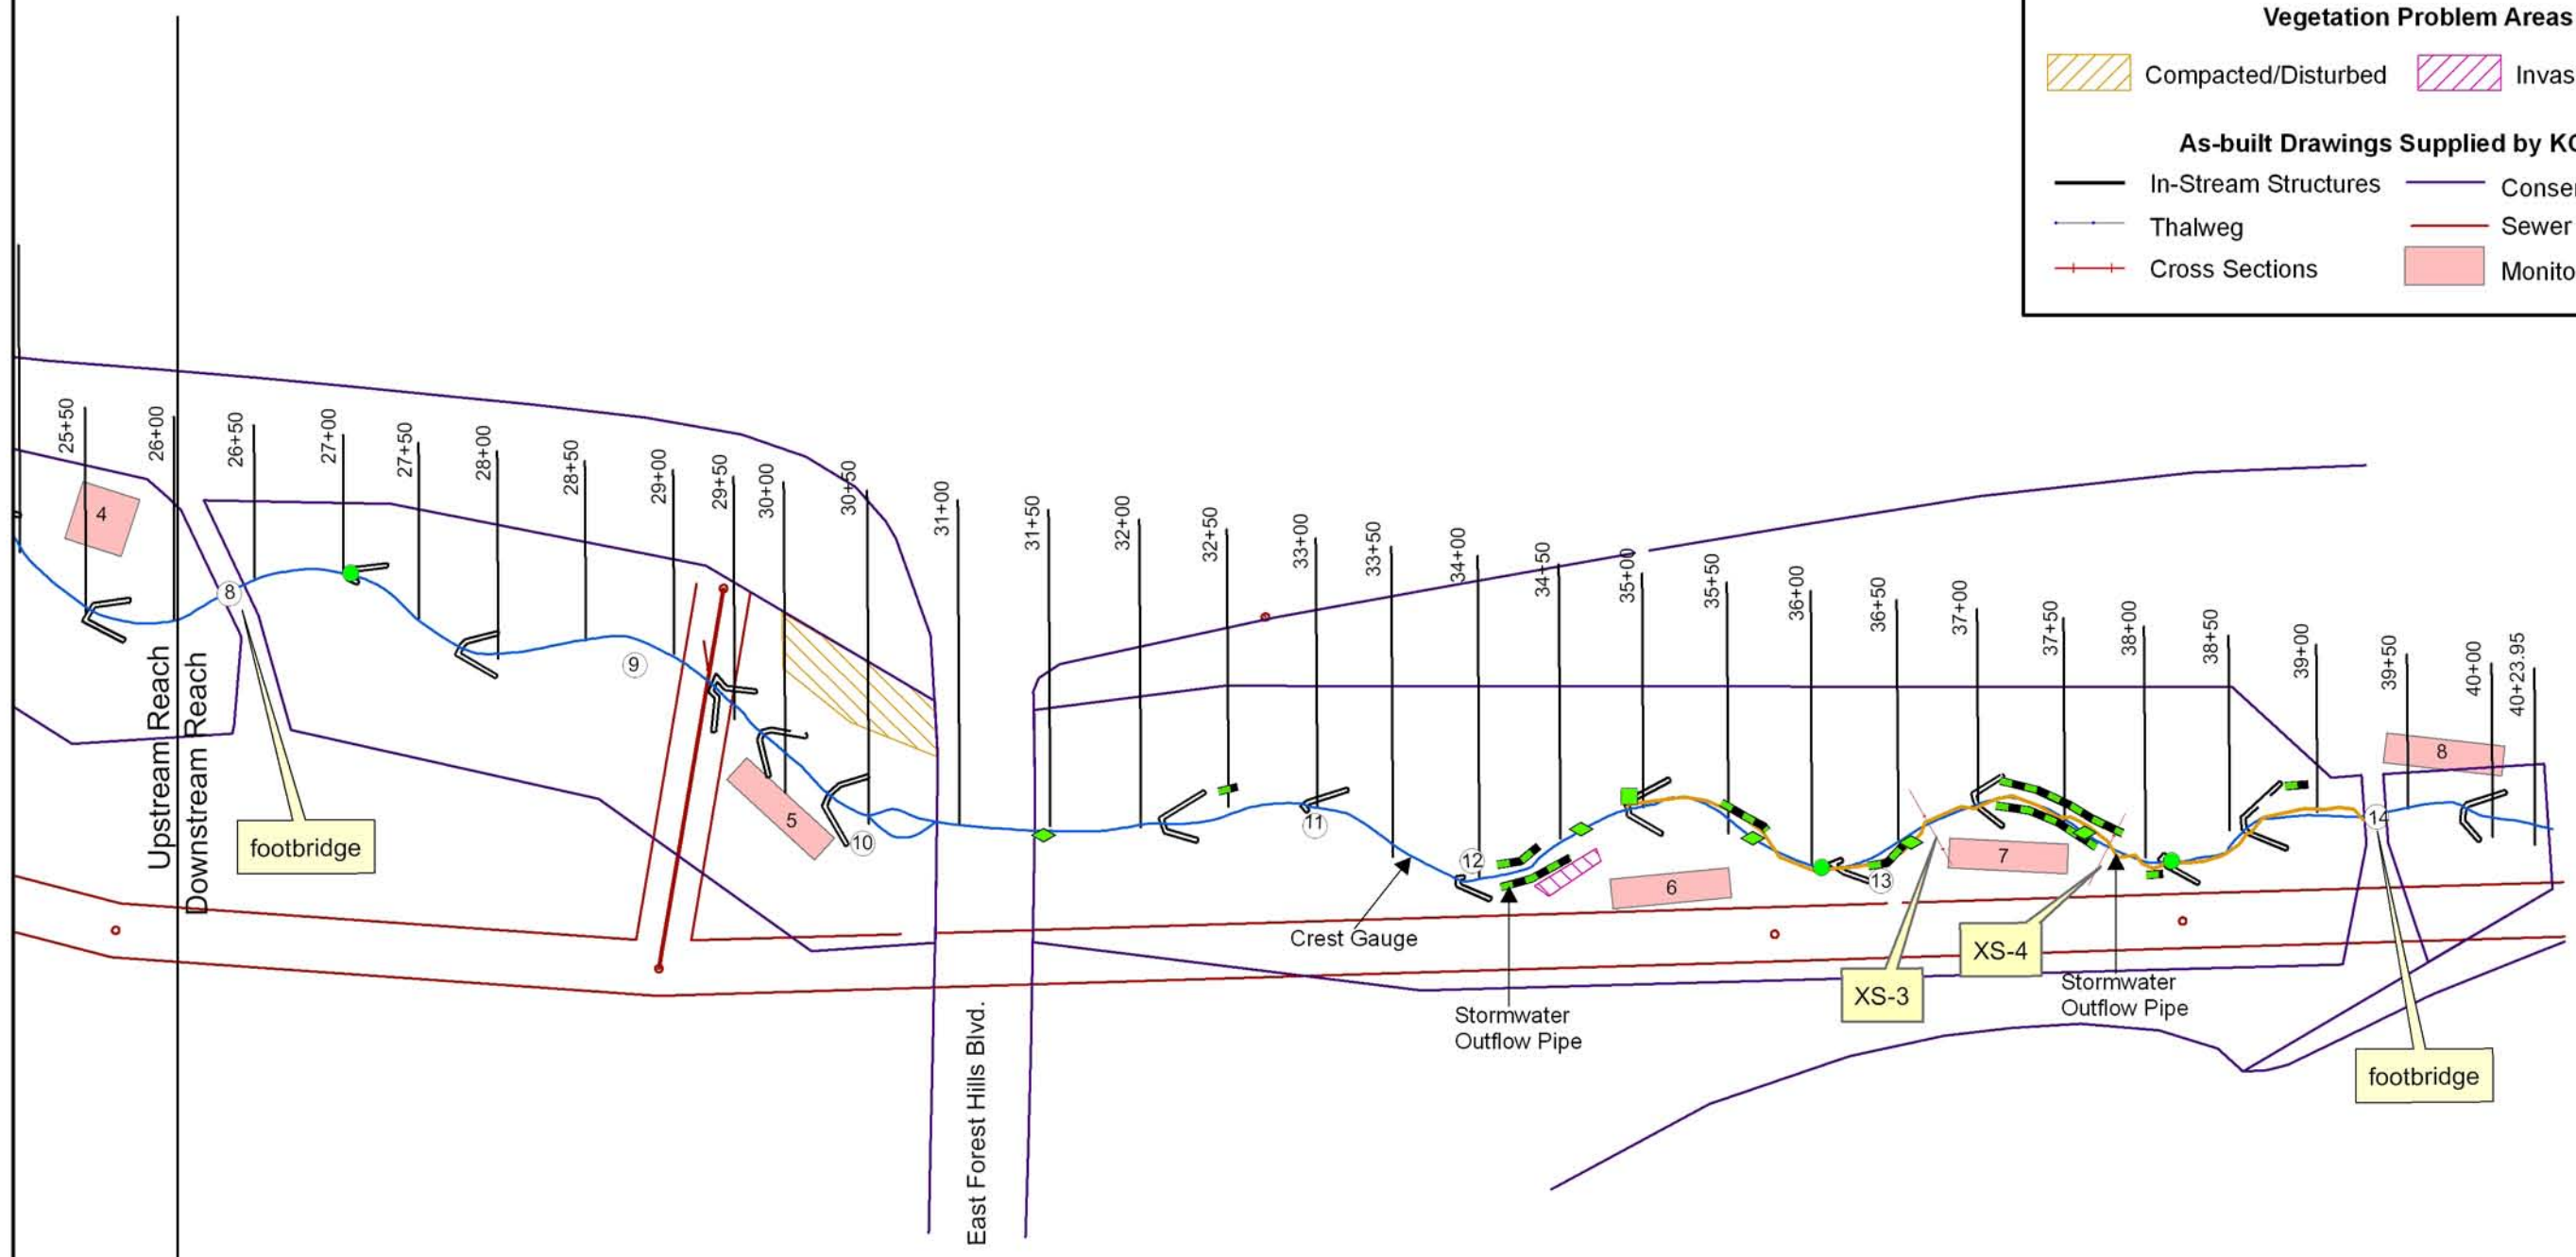 Vegetation Problem Areas
Compacted/Disturbed
Invas
As-built Drawings Supplied by KC
In-Stream Structures
Conser
Thalweg
Sewer
Cross Sections
Monito
25+50
26+00
26+50
27+00
27+50
28+00
28+50
29+00
29+50
30+00
30+50
31+00
31+50
32+00
32+50
33+00
33+50
34+00
34+50
35+00
35+50
36+00
36+50
37+00
37+50
38+00
38+50
39+00
39+50
40+00
40+23.95
4
8
9
5
10
11
12
6
13
7
14
8
Upstream Reach
Downstream Reach
footbridge
East Forest Hills Blvd.
Crest Gauge
Stormwater
Outflow Pipe
XS-3
XS-4
Stormwater
Outflow Pipe
footbridge